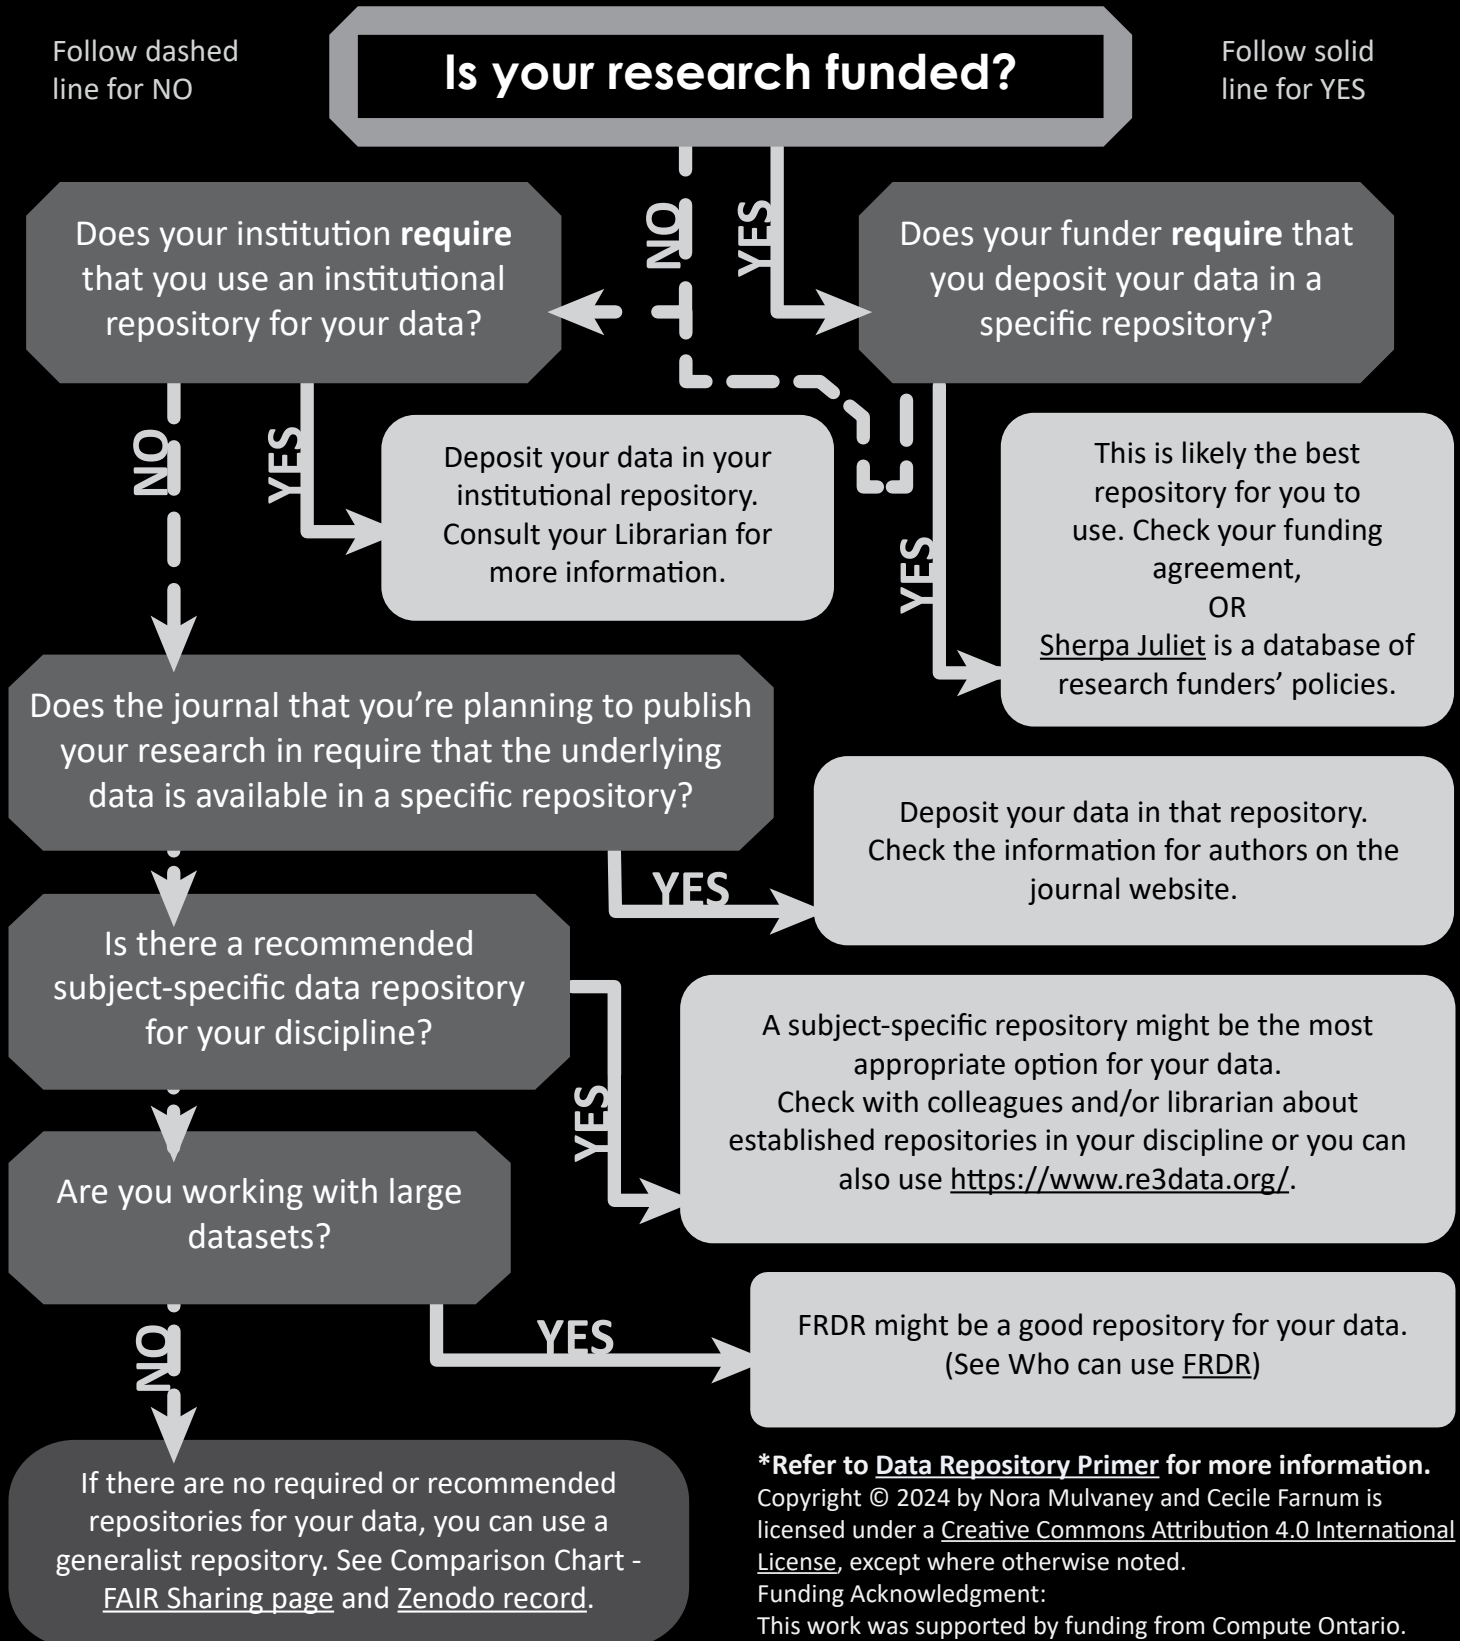 Follow dashed
line for NO
Is your research funded?
Follow solid
line for YES
NO
YES
Does your institution require
that you use an institutional
repository for your data?
Does your funder require that
you deposit your data in a
specific repository?
NO
YES
Deposit your data in your
institutional repository.
Consult your Librarian for
more information.
YES
This is likely the best
repository for you to
use. Check your funding
agreement,
OR
Sherpa Juliet is a database of
research funders’ policies.
Does the journal that you’re planning to publish
your research in require that the underlying
data is available in a specific repository?
YES
Deposit your data in that repository.
Check the information for authors on the
journal website.
Is there a recommended
subject-specific data repository
for your discipline?
YES
A subject-specific repository might be the most
appropriate option for your data.
Check with colleagues and/or librarian about
established repositories in your discipline or you can
also use https://www.re3data.org/.
Are you working with large
datasets?
NO
YES
FRDR might be a good repository for your data.
(See Who can use FRDR)
If there are no required or recommended
repositories for your data, you can use a
generalist repository. See Comparison Chart -
FAIR Sharing page and Zenodo record.
*Refer to Data Repository Primer for more information.
Copyright © 2024 by Nora Mulvaney and Cecile Farnum is
licensed under a Creative Commons Attribution 4.0 International
License, except where otherwise noted.
Funding Acknowledgment:
This work was supported by funding from Compute Ontario.